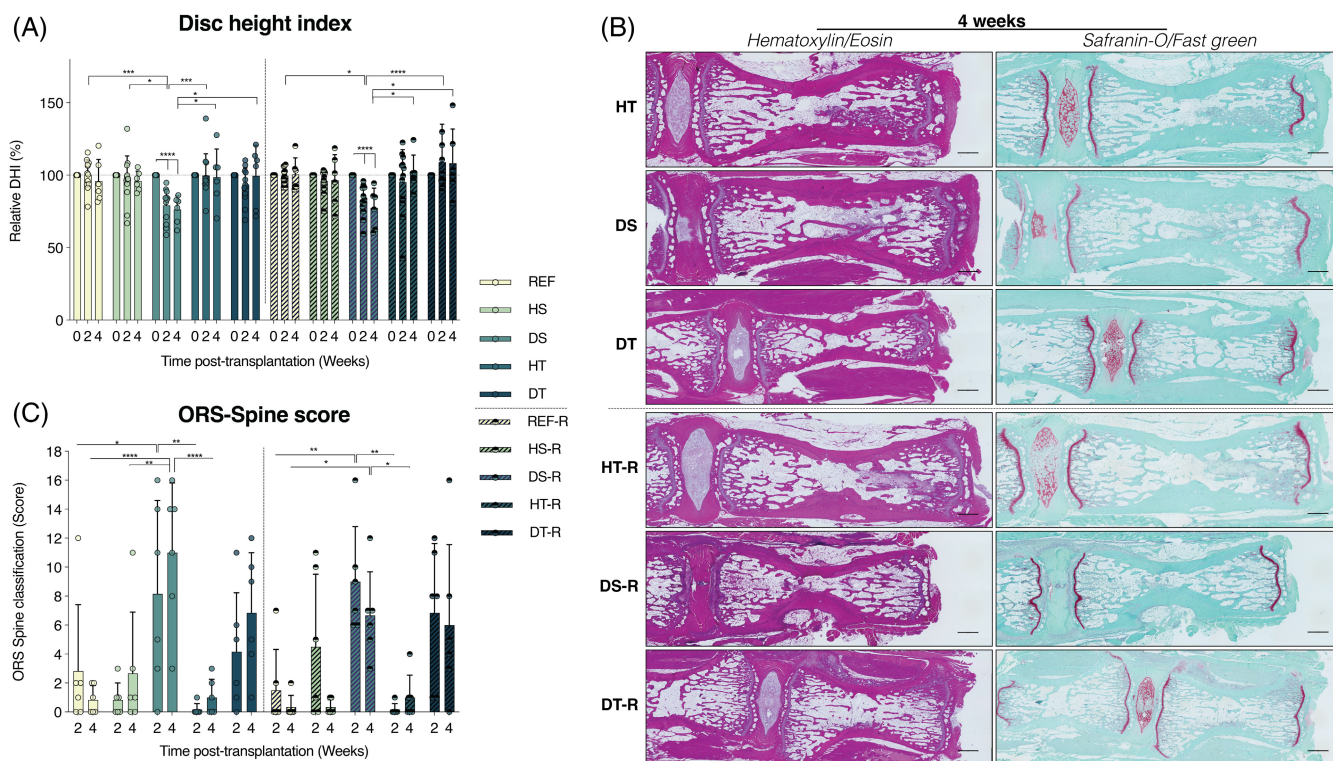 (A)
Disc height index
*** * *** * * * **** * *
**** ****
150
100
50
0
Relative DHI (%)
0 2 4 0 2 4 0 2 4 0 2 4 0 2 4 0 2 4 0 2 4 0 2 4 0 2 4 0 2 4
Time post-transplantation (Weeks)
REF
HS
DS
HT
DT
REF-R
HS-R
DS-R
HT-R
DT-R
(C)
ORS-Spine score
* ** **** ** **** ** ** * *
18
16
14
12
10
8
6
4
2
0
ORS Spine classification (Score)
2 4 2 4 2 4 2 4 2 4 2 4 2 4 2 4 2 4 2 4
Time post-transplantation (Weeks)
(B)
4 weeks
Hematoxylin/Eosin
Safranin-O/Fast green
HT
DS
DT
HT-R
DS-R
DT-R